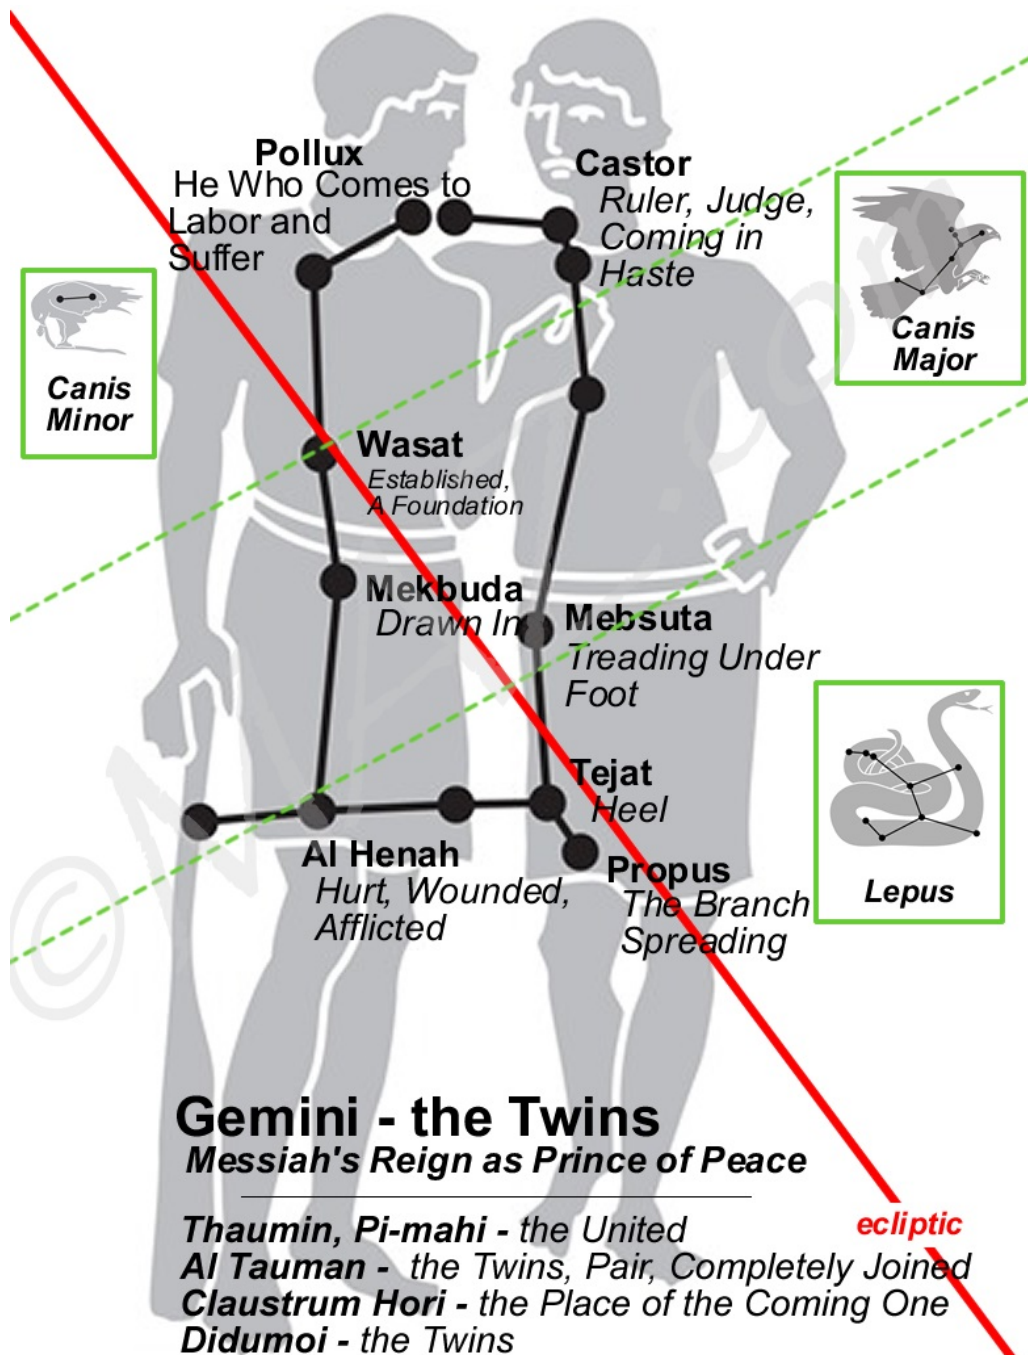 Pollux
He Who Comes to
Labor and
Suffer
Castor
Ruler, Judge,
Coming in
Haste
Canis
Major
Canis
Minor
Wasat
Established,
A Foundation
Mekbuda
Drawn In
Mebsuta
Treading Under
Foot
Tejat
Heel
Al Henah
Hurt, Wounded,
Afflicted
Propus
The Branch
Spreading
Lepus
Gemini - the Twins
Messiah's Reign as Prince of Peace
ecliptic
Thaumin, Pi-mahi - the United
Al Tauman - the Twins, Pair, Completely Joined
Claustrum Hori - the Place of the Coming One
Didumoi - the Twins